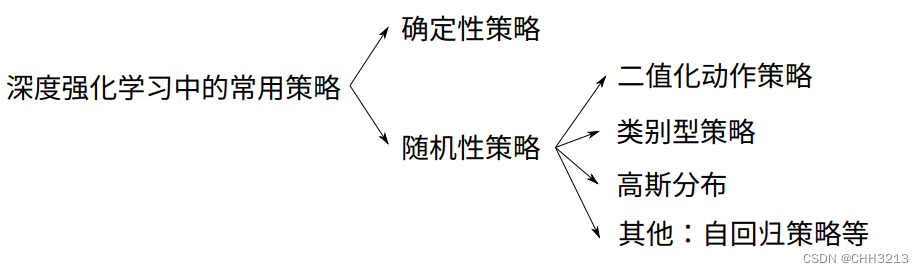 确定性策略
深度强化学习中的常用策略
二值化动作策略
类别型策略
随机性策略
高斯分布
其他：自回归策略等
CSDN @CHH3213